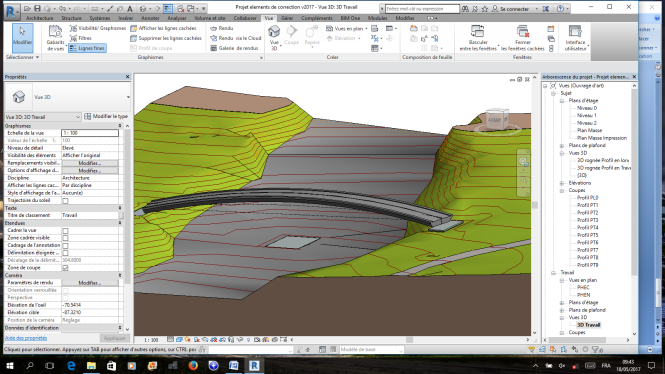 Projet elements de correction v2017 - Vue 3D: 3D Travail
Entrez mot-clé ou expression
Se connecter
Architecture Structure Systèmes Insérer Annoter Analyser Volume et site Collaborer Vue Gérer Compléments BIM One Modules Modifier
Modifier
Gabarits de vues
Visibilité/ Graphismes
Filtres
Lignes fines
Afficher les lignes cachées
Supprimer les lignes cachées
Profil de coupe
Rendu
Rendu via le Cloud
Galerie de rendus
Vue 3D
Coupe
Vues en plan
Élévation
Basculer entre les fenêtres
Fermer cachées
Interface utilisateur
Sélectionner
Graphismes
Créer
Composition de feuille
Fenêtres
Propriétés
Vue 3D
Vue 3D: 3D Travail
Modifier le type
Graphismes
Echelle de la vue 1 : 100
Valeur de l'échelle 1: 100
Niveau de détail Elevé
Visibilité des éléments Afficher l'original
Remplacements visibil... Modifier...
Options d'affichage d... Modifier...
Discipline Architecture
Afficher les lignes cac... Par discipline
Style d'affichage de l'a... Aucun(e)
Trajectoire du soleil
Texte
Titre de classement Travail
Etendues
Cadrer la vue
Zone cadrée visible
Cadrage de l'annotation
Délimitation éloignée ...
Décalage de la délimit... 304.8000
Zone de coupe
Caméra
Paramètres de rendu Modifier...
Orientation verrouillée
Perspective
Elévation de l'oeil -70.5414
Elévation cible -87.3210
Position de la caméra Réglage
Données d'identification
Aide des propriétés
Appliquer
1 : 100
Arborescence du projet - Projet elemen...
Vues (Ouvrage d'art)
Sujet
Plans d'étage
Niveau 0
Niveau 1
Niveau 2
Plan Masse
Plan Masse Impression
Plans de plafond
Vues 3D
3D rognée Profil en lon
3D rognée Profil en Trav
{3D}
Elévations
Coupes
Profil PL0
Profil PT1
Profil PT2
Profil PT3
Profil PT4
Profil PT5
Profil PT6
Profil PT7
Profil PT8
Profil PT9
Travail
Vues en plan
PHEC
PHEN
Plans d'étage
Plans de plafond
Vues 3D
3D Travail
Coupes
Cliquez pour sélectionner. Appuyez sur TAB pour afficher d'autres options, sur CTRL pou
Modèle de base
FRA
09:43
18/05/2017